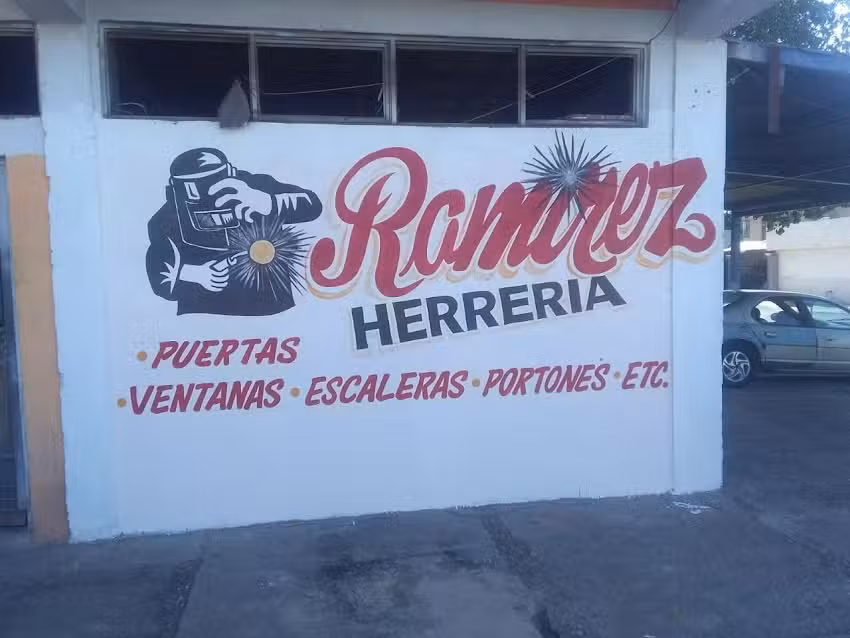 Ramirez
HERRERIA
• PUERTAS
• VENTANAS • ESCALERAS • PORTONES • ETC.